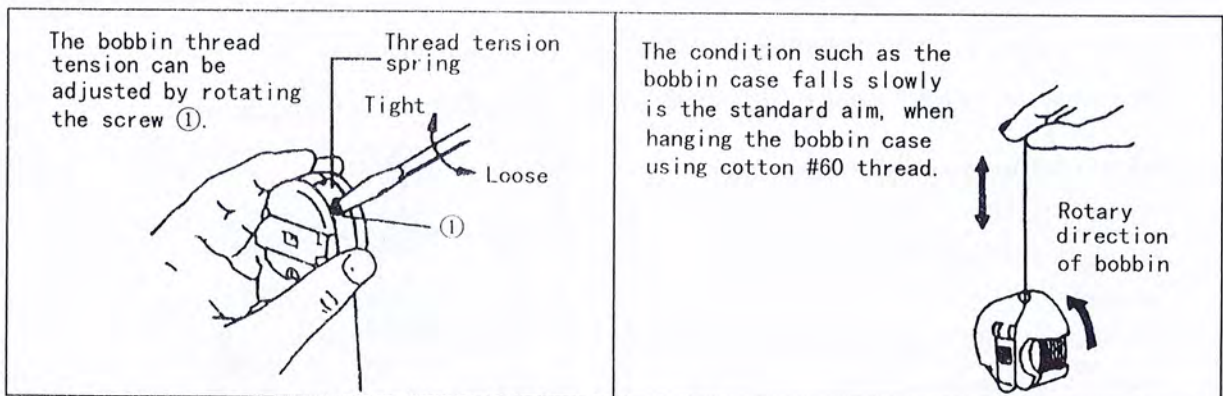 The bobbin thread
tension can be
adjusted by rotating
the screw ①.
Thread tension
spring
Tight
Loose
①
The condition such as the
bobbin case falls slowly
is the standard aim, when
hanging the bobbin case
using cotton #60 thread.
Rotary
direction
of bobbin